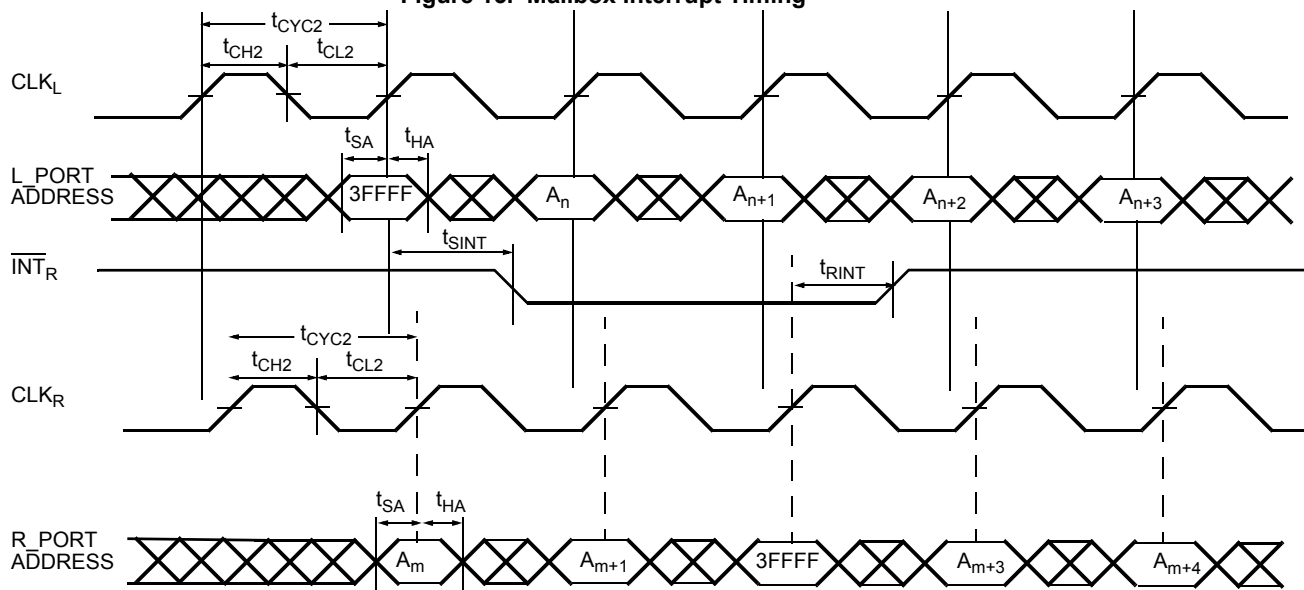 Figure 18. Mailbox Interrupt Timing
tCYC2
tCH2 tCL2
CLKL
tSA tHA
L_PORT
ADDRESS
3FFFF An An+1 An+2 An+3
tSINT
INTR
tRINT
tCYC2
tCH2 tCL2
CLKR
tSA tHA
R_PORT
ADDRESS
Am Am+1 3FFFF Am+3 Am+4